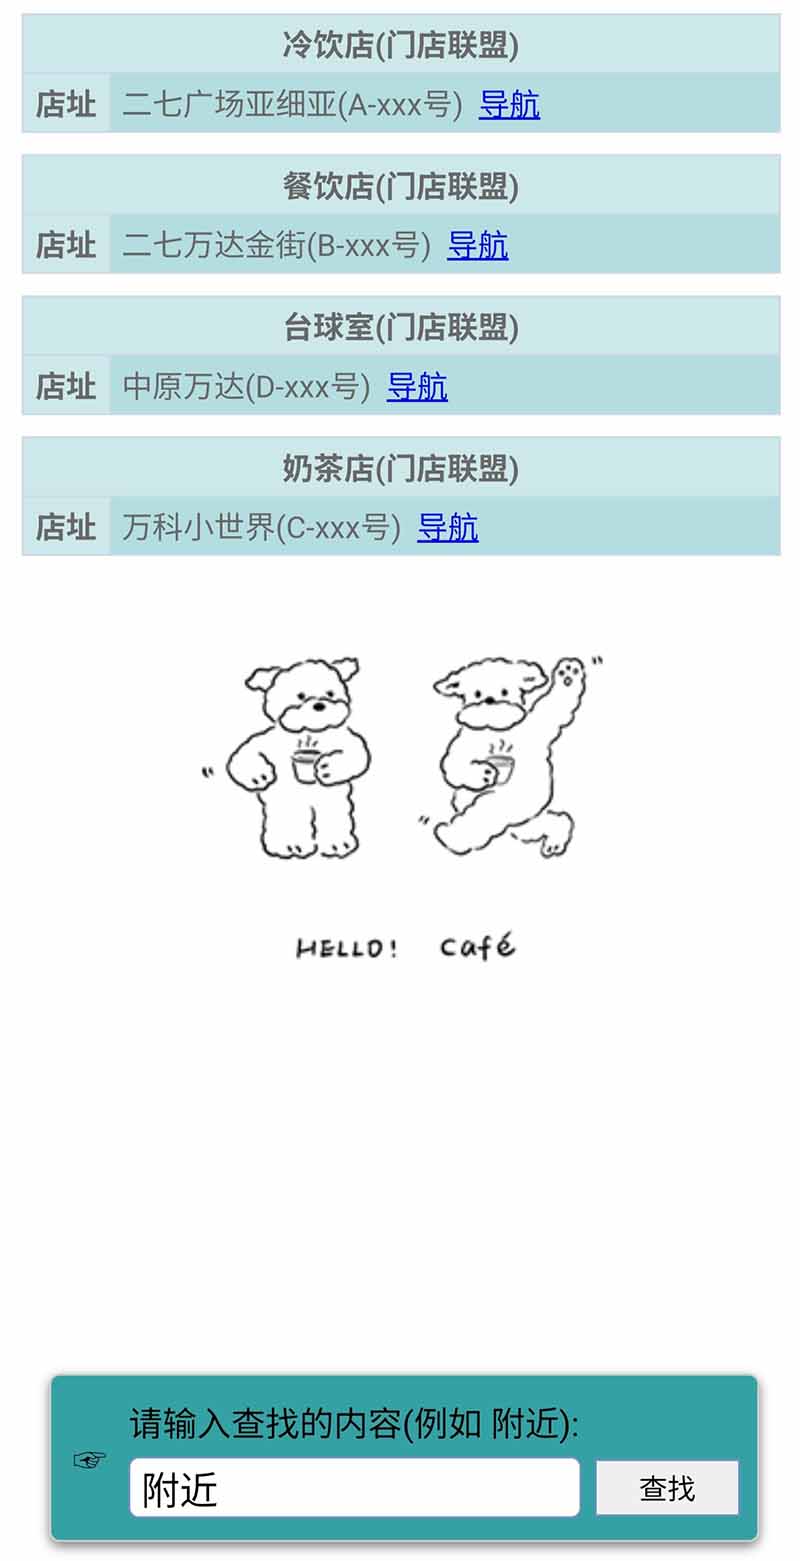 冷饮店(门店联盟)
店址 二七广场亚细亚(A-xxx号) 导航
餐饮店(门店联盟)
店址 二七万达金街(B-xxx号) 导航
台球室(门店联盟)
店址 中原万达(D-xxx号) 导航
奶茶店(门店联盟)
店址 万科小世界(C-xxx号) 导航
HELLO! Café
请输入查找的内容(例如 附近):
附近 查找